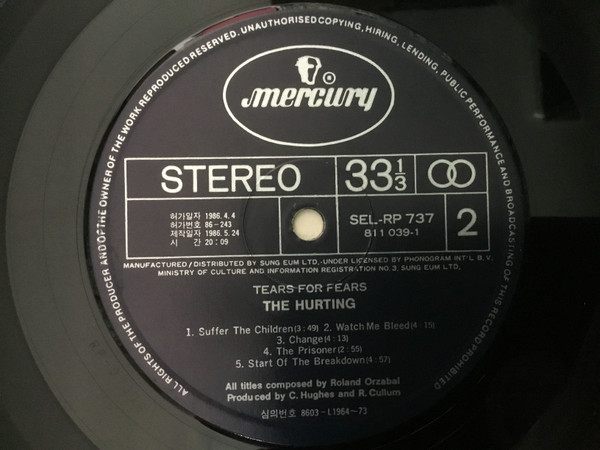 ALL RIGHTS OF THE PRODUCER AND OF THE OWNER OF THE WORK REPRODUCED RESERVED. UNAUTHORISED COPYING, HIRING, LENDING, PUBLIC PERFORMANCE AND BROADCASTING OF THIS RECORD PROHIBITED
®
mercury
STEREO
33 1/3
허가일자 1986. 4. 4
허가번호 86-243
제작일자 1986. 5. 24
시 간 20:09
SEL-RP 737
811 039-1
2
MANUFACTURED/DISTRIBUTED BY SUNG EUM LTD.-UNDER LICENSED BY PHONOGRAM INT'L B. V.
MINISTRY OF CULTURE AND INFORMATION REGISTRATION NO. 3, SUNG EUM LTD,
TEARS FOR FEARS
THE HURTING
1. Suffer The Children(3:49) 2. Watch Me Bleed(4:15)
3. Change(4:13)
4. The Prisoner(2:55)
5. Start Of The Breakdown(4:57)
All titles composed by Roland Orzabal
Produced by C. Hughes and R. Cullum
심의번호 8603-L1964~73